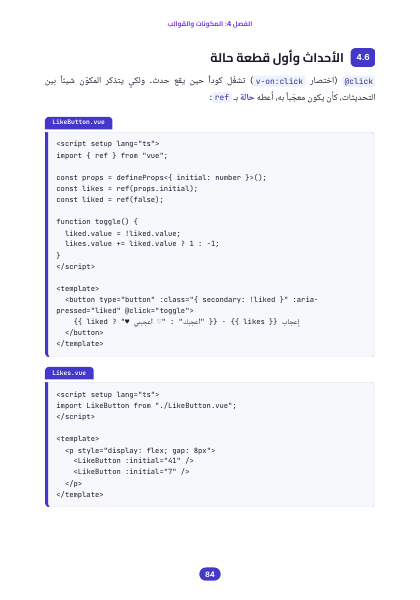 الفصل 4: المكونات والقوالب
4.6 الأحداث وأول قطعة حالة
@click (اختصار v-on:click) تشغّل كوداً حين يقع حدث. ولكي يتذكر المكوّن شيئاً بين
التحديثات، كأن يكون معجَباً به، أعطه حالة بـ ref:
LikeButton.vue
<script setup lang="ts">
import { ref } from "vue";
const props = defineProps<{ initial: number }>();
const likes = ref(props.initial);
const liked = ref(false);
function toggle() {
  liked.value = !liked.value;
  likes.value += liked.value ? 1 : -1;
}
</script>
<template>
  <button type="button" :class="{ secondary: !liked }" :aria-
pressed="liked" @click="toggle">
    {{ liked ? "♥ أعجبك" : "♡ أعجبني" }} - {{ likes }} إعجاب
  </button>
</template>
Likes.vue
<script setup lang="ts">
import LikeButton from "./LikeButton.vue";
</script>
<template>
  <p style="display: flex; gap: 8px">
    <LikeButton :initial="41" />
    <LikeButton :initial="7" />
  </p>
</template>
84